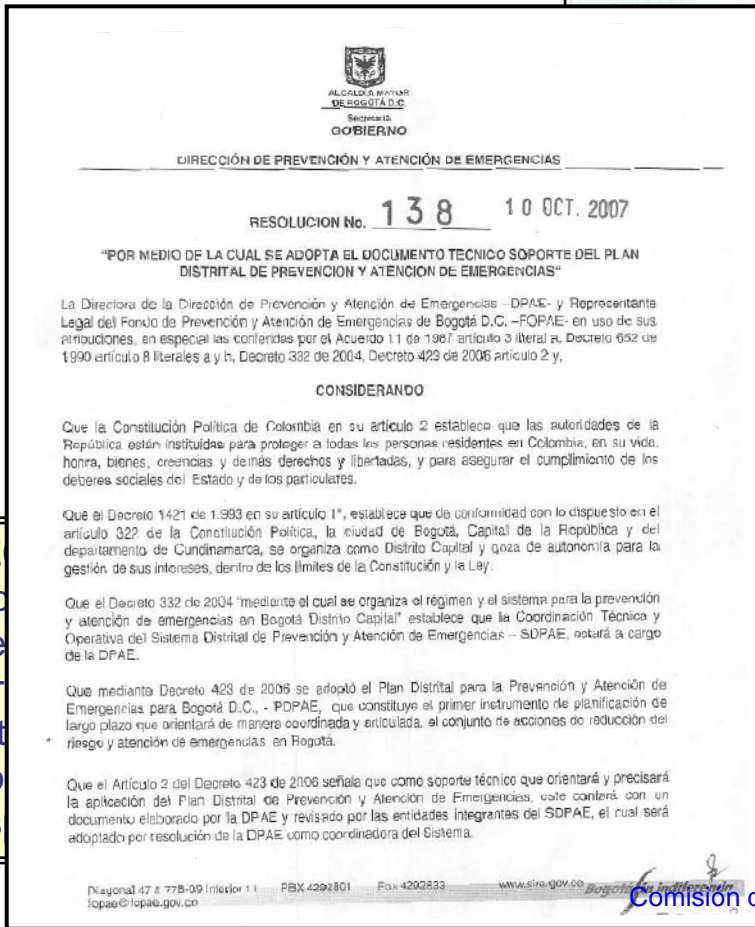 ALCALDÍA MAYOR
DE BOGOTÁ D.C.
Secretaría
GOBIERNO
DIRECCIÓN DE PREVENCIÓN Y ATENCIÓN DE EMERGENCIAS
RESOLUCION No. 138 10 OCT. 2007
"POR MEDIO DE LA CUAL SE ADOPTA EL DOCUMENTO TECNICO SOPORTE DEL PLAN
DISTRITAL DE PREVENCION Y ATENCION DE EMERGENCIAS"
La Directora de la Dirección de Prevención y Atención de Emergencias -DPAE- y Representante
Legal del Fondo de Prevención y Atención de Emergencias de Bogotá D.C. -FOPAE- en uso de sus
atribuciones, en especial las conferidas por el Acuerdo 11 de 1987 artículo 3 literal a, Decreto 652 de
1990 artículo 8 literales a y h, Decreto 332 de 2004, Decreto 423 de 2006 artículo 2 y,
CONSIDERANDO
Que la Constitución Política de Colombia en su artículo 2 establece que las autoridades de la
República están instituidas para proteger a todas las personas residentes en Colombia, en su vida,
honra, bienes, creencias y demás derechos y libertades, y para asegurar el cumplimiento de los
deberes sociales del Estado y de los particulares.
Que el Decreto 1421 de 1.993 en su artículo 1°, establece que de conformidad con lo dispuesto en el
artículo 322 de la Constitución Política, la ciudad de Bogotá, Capital de la República y del
departamento de Cundinamarca, se organiza como Distrito Capital y goza de autonomía para la
gestión de sus intereses, dentro de los límites de la Constitución y la Ley.
Que el Decreto 332 de 2004 "mediante el cual se organiza el régimen y el sistema para la prevención
y atención de emergencias en Bogotá Distrito Capital" establece que la Coordinación Técnica y
Operativa del Sistema Distrital de Prevención y Atención de Emergencias – SDPAE, estará a cargo
de la DPAE.
Que mediante Decreto 423 de 2006 se adoptó el Plan Distrital para la Prevención y Atención de
Emergencias para Bogotá D.C., - PDPAE, que constituye el primer instrumento de planificación de
largo plazo que orientará de manera coordinada y articulada, el conjunto de acciones de reducción del
riesgo y atención de emergencias en Bogotá.
Que el Artículo 2 del Decreto 423 de 2006 señala que como soporte técnico que orientará y precisará
la aplicación del Plan Distrital de Prevención y Atención de Emergencias, este contará con un
documento elaborado por la DPAE y revisado por las entidades integrantes del SDPAE, el cual será
adoptado por resolución de la DPAE como coordinadora del Sistema.
Diagonal 47 # 77B-09 Interior 11 PBX 4292801 Fax 4292833 www.sire.gov.co Bogotá sin indiferencia
fopae@fopae.gov.co
Comisión